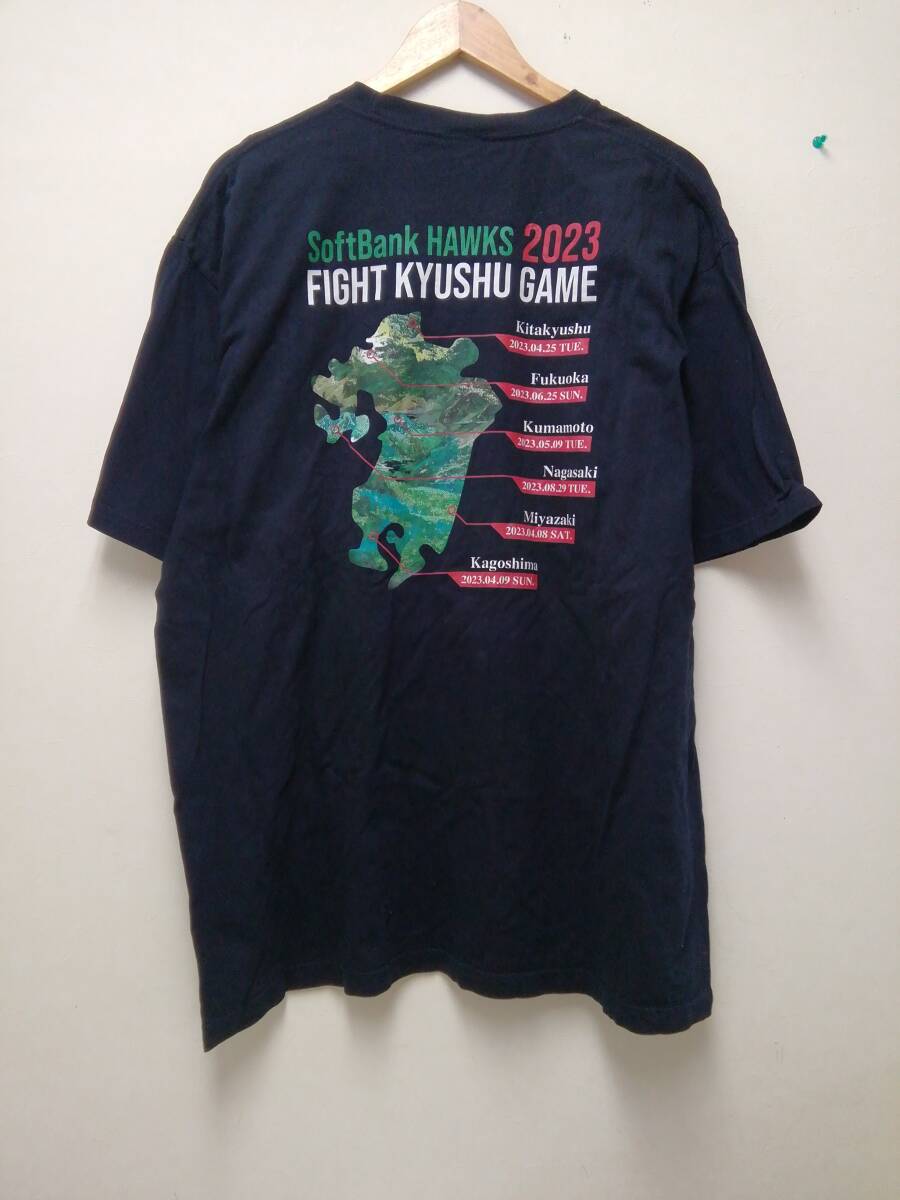 SoftBank HAWKS 2023
FIGHT KYUSHU GAME
Kitakyushu
2023.04.25 TUE.
Fukuoka
2023.06.25 SUN.
Kumamoto
2023.05.09 TUE.
Nagasaki
2023.08.29 TUE.
Miyazaki
2023.04.08 SAT.
Kagoshima
2023.04.09 SUN.